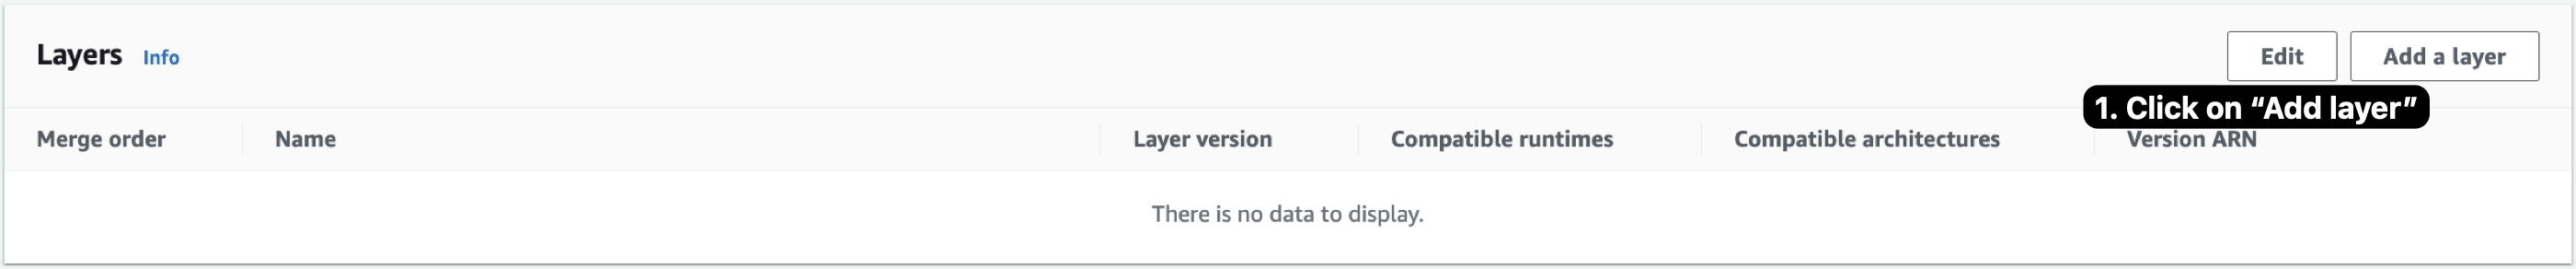 Layers Info
Edit
Add a layer
1. Click on “Add layer”
Merge order
Name
Layer version
Compatible runtimes
Compatible architectures
Version ARN
There is no data to display.